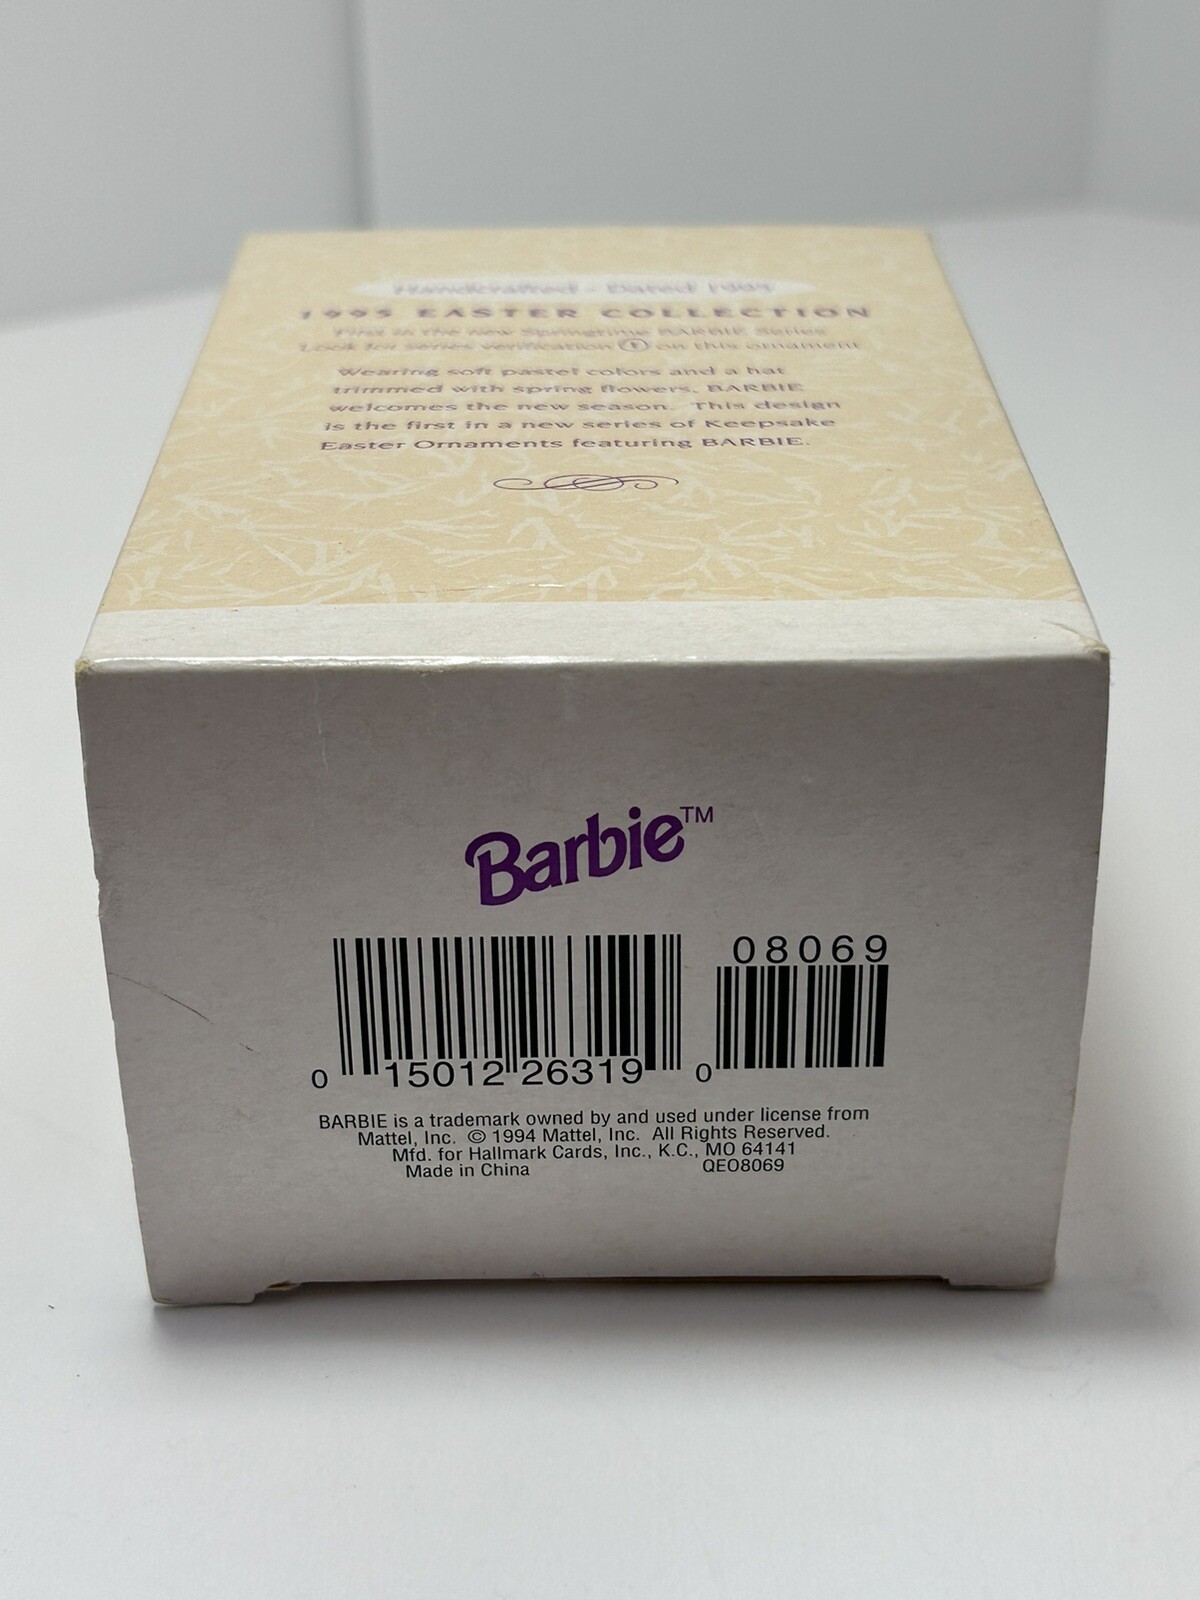 Handcrafted - Dated 1995
1995 EASTER COLLECTION
First in the new Springtime BARBIE Series
Look for series verification 1 on this ornament
Wearing soft pastel colors and a hat
trimmed with spring flowers, BARBIE
welcomes the new season. This design
is the first in a new series of Keepsake
Easter Ornaments featuring BARBIE.
Barbie™
08069
0 15012 26319 0
BARBIE is a trademark owned by and used under license from
Mattel, Inc. © 1994 Mattel, Inc. All Rights Reserved.
Mfd. for Hallmark Cards, Inc., K.C., MO 64141
Made in China QEO8069